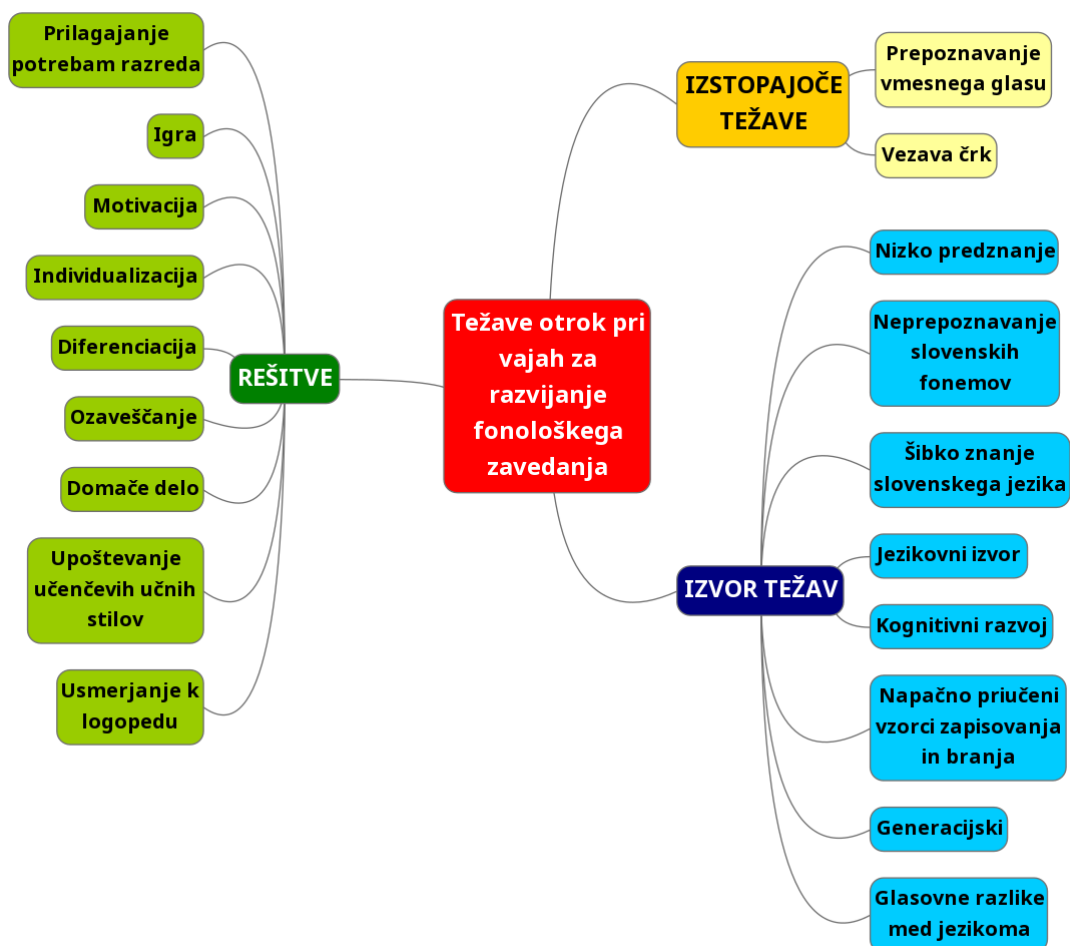 Težave otrok pri
vajah za
razvijanje
fonološkega
zavedanja
IZSTOPAJOČE
TEŽAVE
Prepoznavanje
vmesnega glasu
Vezava črk
IZVOR TEŽAV
Nizko predznanje
Neprepoznavanje
slovenskih
fonemov
Šibko znanje
slovenskega jezika
Jezikovni izvor
Kognitivni razvoj
Napačno priučeni
vzorci zapisovanja
in branja
Generacijski
Glasovne razlike
med jezikoma
REŠITVE
Prilagajanje
potrebam razreda
Igra
Motivacija
Individualizacija
Diferenciacija
Ozaveščanje
Domače delo
Upoštevanje
učenčevih učnih
stilov
Usmerjanje k
logopedu